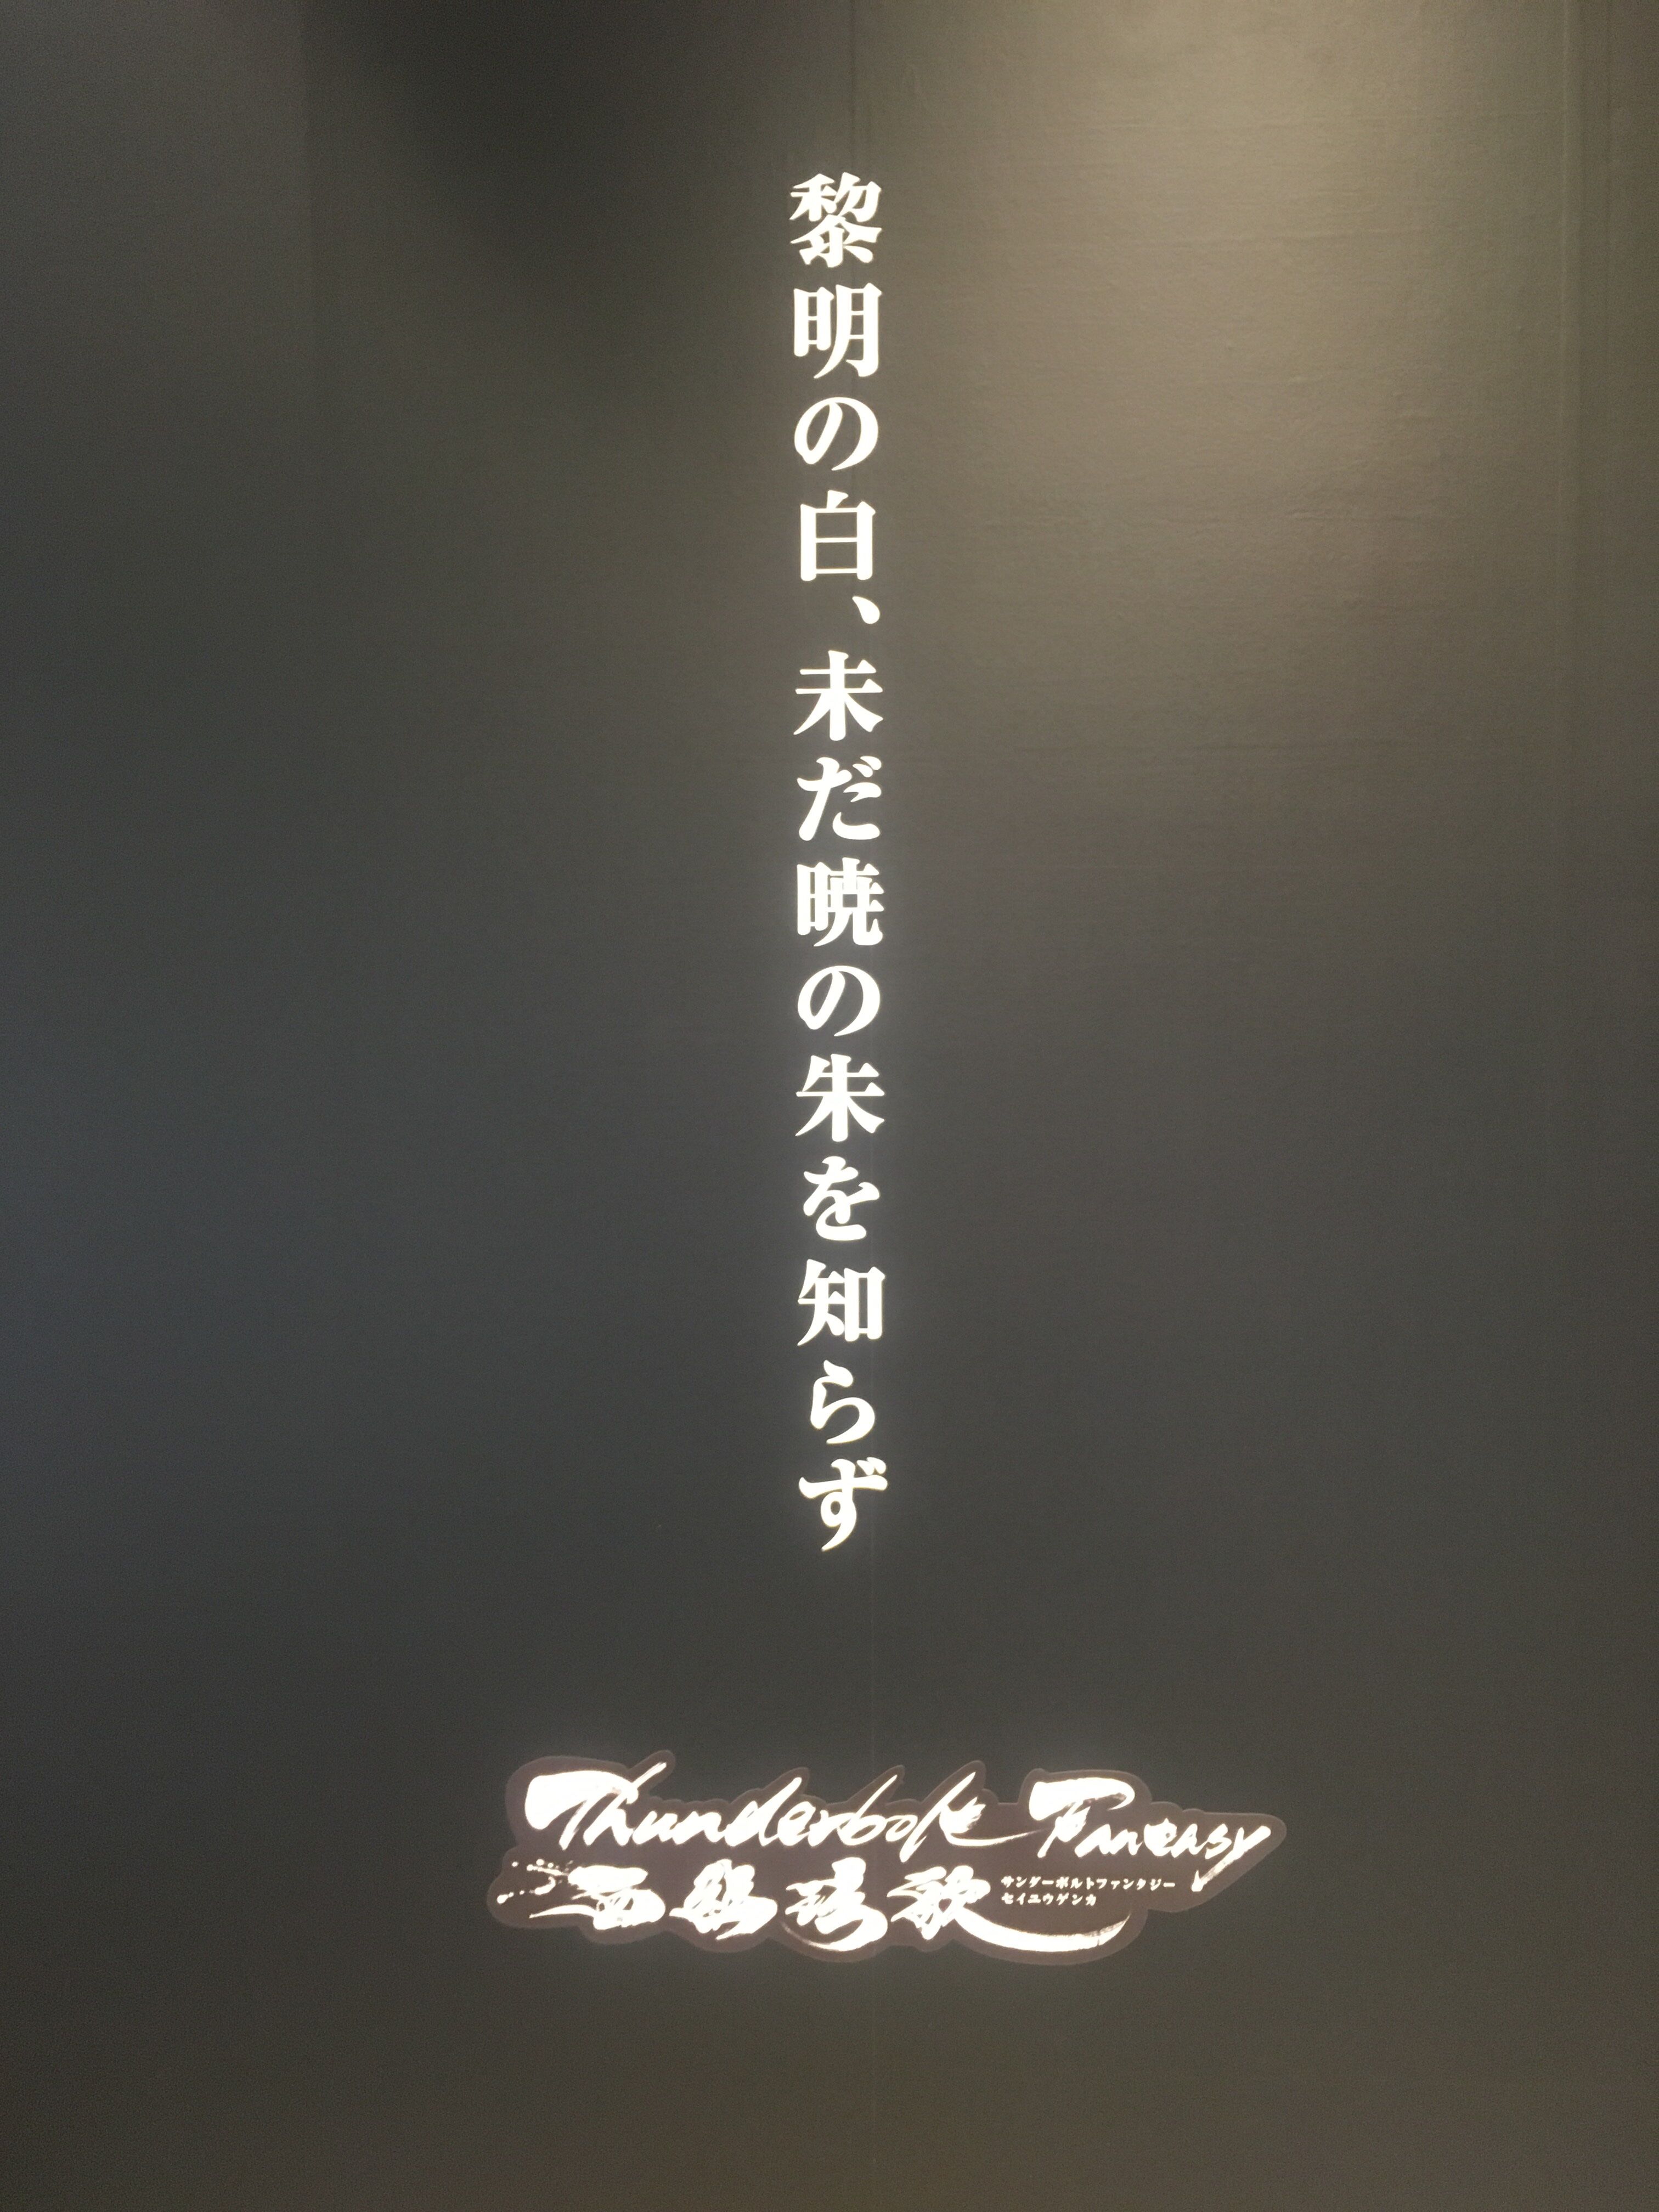 黎明の白、未だ暁の朱を知らず
Thunderbolt Fantasy
西幽玹歌
サンダーボルトファンタジー
セイユウゲンカ